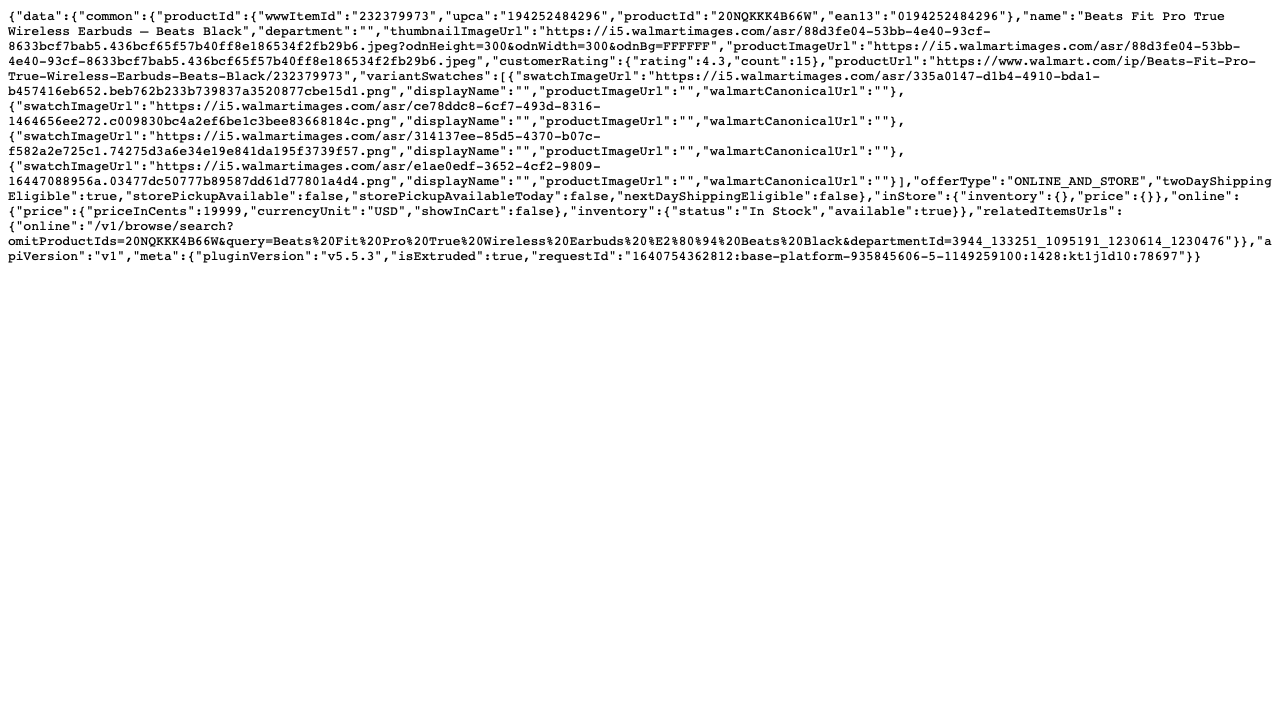 {"data":{"common":{"productId":{"wwwItemId":"232379973","upca":"194252484296","productId":"20NQKKK4B66W","ean13":"0194252484296"},"name":"Beats Fit Pro True
Wireless Earbuds — Beats Black","department":"","thumbnailImageUrl":"https://i5.walmartimages.com/asr/88d3fe04-53bb-4e40-93cf-
8633bcf7bab5.436bcf65f57b40ff8e186534f2fb29b6.jpeg?odnHeight=300&odnWidth=300&odnBg=FFFFFF","productImageUrl":"https://i5.walmartimages.com/asr/88d3fe04-53bb-
4e40-93cf-8633bcf7bab5.436bcf65f57b40ff8e186534f2fb29b6.jpeg","customerRating":{"rating":4.3,"count":15},"productUrl":"https://www.walmart.com/ip/Beats-Fit-Pro-
True-Wireless-Earbuds-Beats-Black/232379973","variantSwatches":[{"swatchImageUrl":"https://i5.walmartimages.com/asr/335a0147-d1b4-4910-bda1-
b457416eb652.beb762b233b739837a3520877cbe15d1.png","displayName":"","productImageUrl":"","walmartCanonicalUrl":""},
{"swatchImageUrl":"https://i5.walmartimages.com/asr/ce78ddc8-6cf7-493d-8316-
1464656ee272.c009830bc4a2ef6be1c3bee83668184c.png","displayName":"","productImageUrl":"","walmartCanonicalUrl":""},
{"swatchImageUrl":"https://i5.walmartimages.com/asr/314137ee-85d5-4370-b07c-
f582a2e725c1.74275d3a6e34e19e841da195f3739f57.png","displayName":"","productImageUrl":"","walmartCanonicalUrl":""},
{"swatchImageUrl":"https://i5.walmartimages.com/asr/e1ae0edf-3652-4cf2-9809-
16447088956a.03477dc50777b89587dd61d77801a4d4.png","displayName":"","productImageUrl":"","walmartCanonicalUrl":""}],"offerType":"ONLINE_AND_STORE","twoDayShipping
Eligible":true,"storePickupAvailable":false,"storePickupAvailableToday":false,"nextDayShippingEligible":false},"inStore":{"inventory":{},"price":{}},"online":
{"price":{"priceInCents":19999,"currencyUnit":"USD","showInCart":false},"inventory":{"status":"In Stock","available":true}},"relatedItemsUrls":
{"online":"/v1/browse/search?
omitProductIds=20NQKKK4B66W&query=Beats%20Fit%20Pro%20True%20Wireless%20Earbuds%20%E2%80%94%20Beats%20Black&departmentId=3944_133251_1095191_1230614_1230476"}},"a
piVersion":"v1","meta":{"pluginVersion":"v5.5.3","isExtruded":true,"requestId":"1640754362812:base-platform-935845606-5-1149259100:1428:kt1j1d10:78697"}}